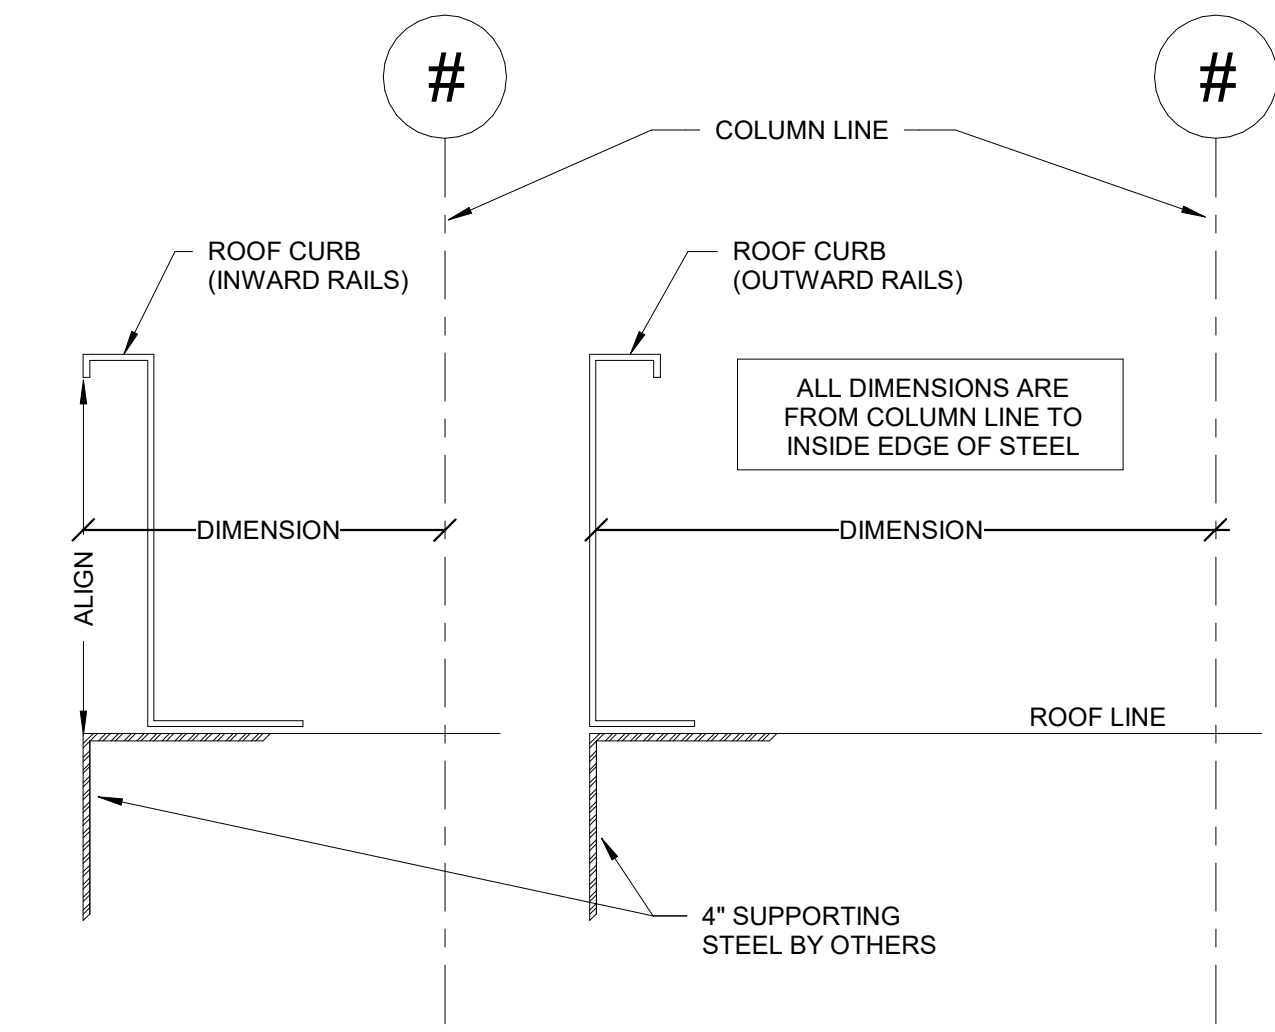 #
#
COLUMN LINE
ROOF CURB
(INWARD RAILS)
ROOF CURB
(OUTWARD RAILS)
ALL DIMENSIONS ARE
FROM COLUMN LINE TO
INSIDE EDGE OF STEEL
DIMENSION
DIMENSION
ALIGN
ROOF LINE
4" SUPPORTING
STEEL BY OTHERS